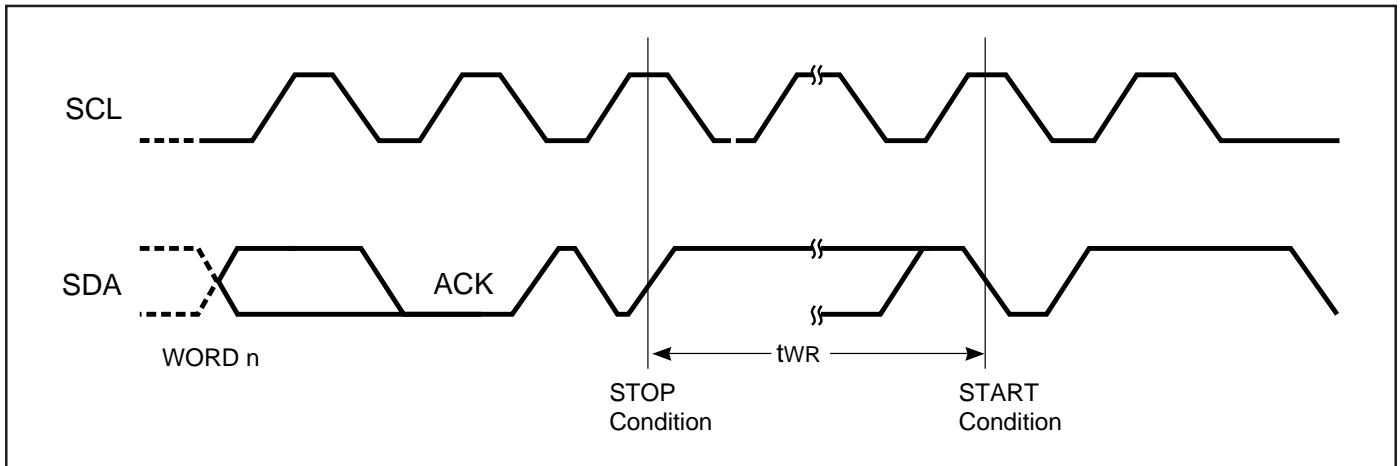 SCL
SDA
ACK
WORD n
tWR
STOP
Condition
START
Condition